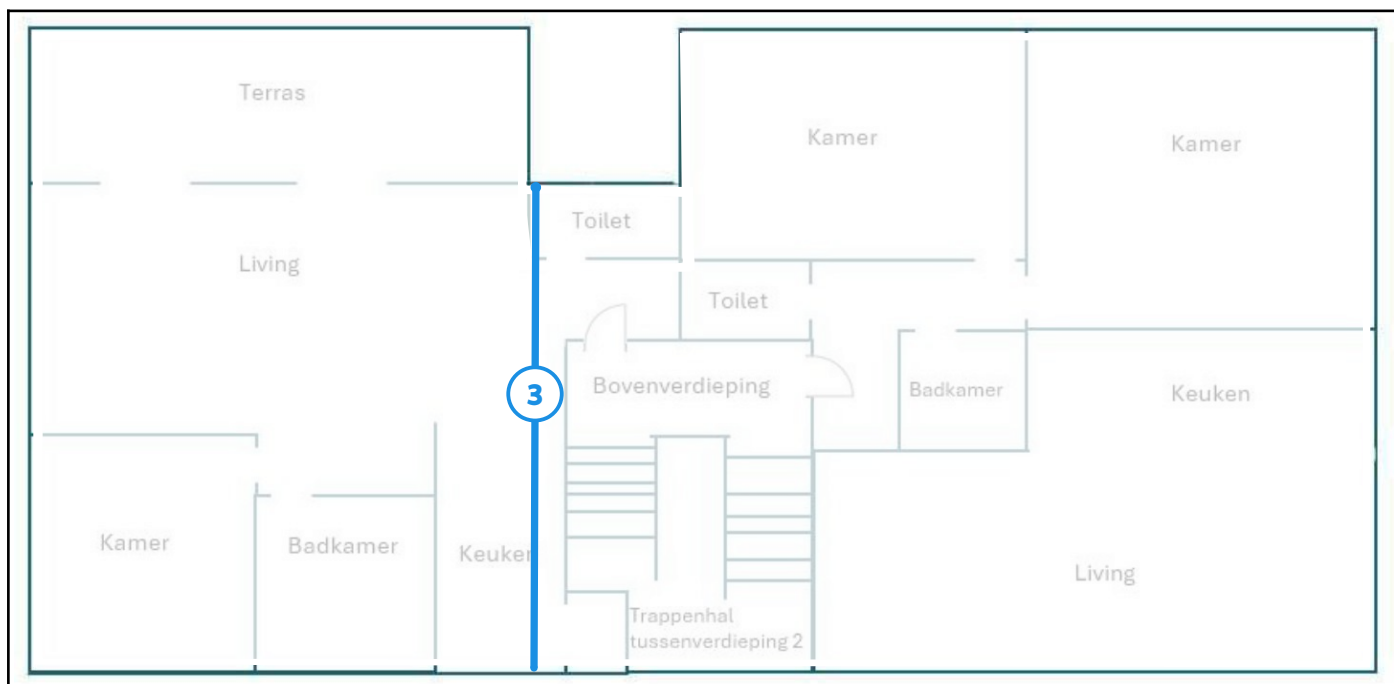 Terras
Kamer
Kamer
Toilet
Living
Toilet
Bovenverdieping
Badkamer
Keuken
3
Kamer
Badkamer
Keuken
Living
Trappenhal
tussenverdieping 2